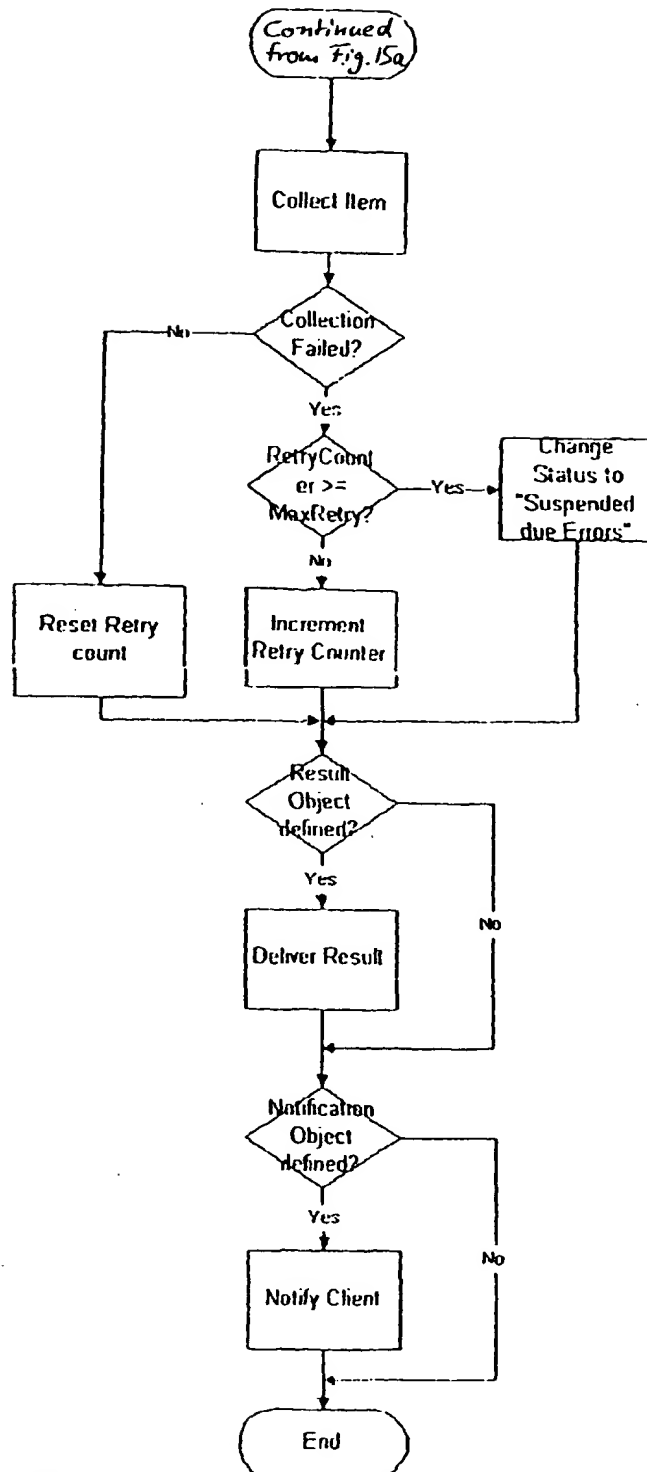 Continued
from Fig. 15a
Collect Item
Collection
Failed?
No
Yes
RetryCount
er >=
MaxRetry?
Yes
Change
Status to
"Suspended
due Errors"
No
Reset Retry
count
Increment
Retry Counter
Result
Object
defined?
Yes
No
Deliver Result
Notification
Object
defined?
Yes
No
Notify Client
End